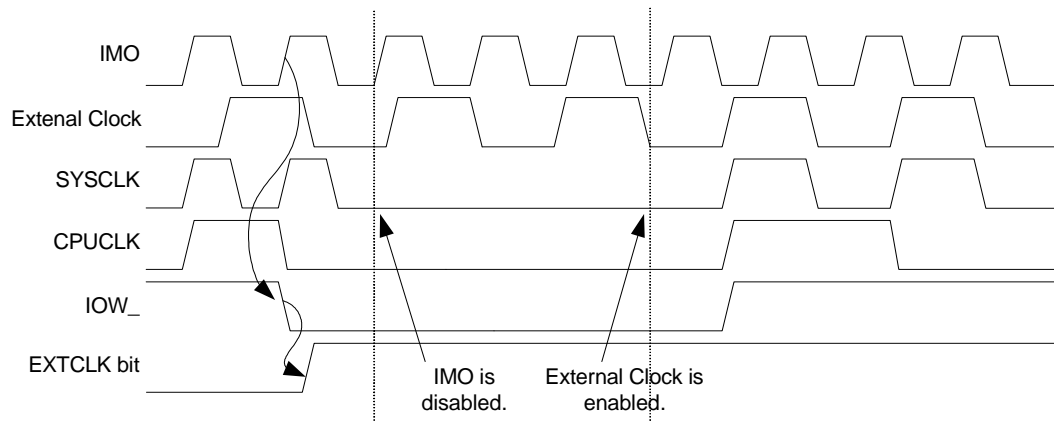 IMO
Extenal Clock
SYSCLK
CPUCLK
IOW_
EXTCLK bit
IMO is
disabled.
External Clock is
enabled.